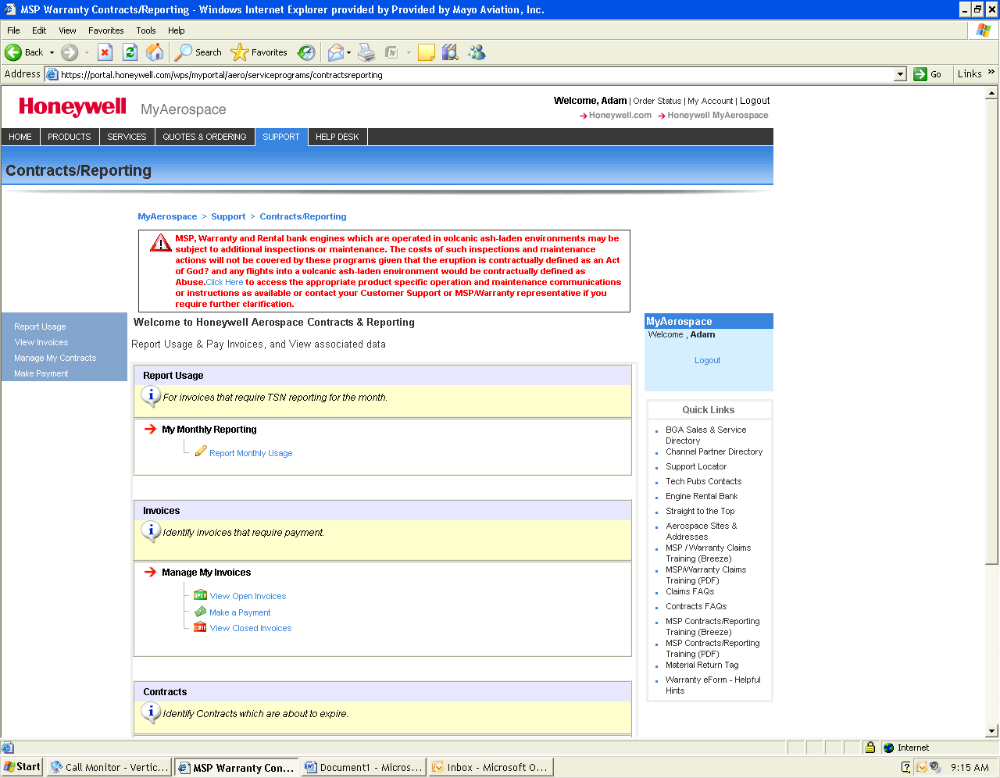 MSP Warranty Contracts/Reporting - Windows Internet Explorer provided by Provided by Mayo Aviation, Inc.
File Edit View Favorites Tools Help
Back Search Favorites
Address https://portal.honeywell.com/wps/myportal/aero/serviceprograms/contractsreporting Go Links »
Honeywell MyAerospace
Welcome, Adam | Order Status | My Account | Logout
Honeywell.com Honeywell MyAerospace
HOME PRODUCTS SERVICES QUOTES & ORDERING SUPPORT HELP DESK
Contracts/Reporting
MyAerospace > Support > Contracts/Reporting
MSP, Warranty and Rental bank engines which are operated in volcanic ash-laden environments may be
subject to additional inspections or maintenance. The costs of such inspections and maintenance
actions will not be covered by these programs given that the eruption is contractually defined as an Act
of God? and any flights into a volcanic ash-laden environment would be contractually defined as
Abuse.Click Here to access the appropriate product specific operation and maintenance communications
or instructions as available or contact your Customer Support or MSP/Warranty representative if you
require further clarification.
Report Usage
View Invoices
Manage My Contracts
Make Payment
Welcome to Honeywell Aerospace Contracts & Reporting
Report Usage & Pay Invoices, and View associated data
Report Usage
For invoices that require TSN reporting for the month.
My Monthly Reporting
Report Monthly Usage
Invoices
Identify invoices that require payment.
Manage My Invoices
OPEN View Open Invoices
Make a Payment
CLOSE View Closed Invoices
Contracts
Identify Contracts which are about to expire.
MyAerospace
Welcome , Adam
Logout
Quick Links
BGA Sales & Service
Directory
Channel Partner Directory
Support Locator
Tech Pubs Contacts
Engine Rental Bank
Straight to the Top
Aerospace Sites &
Addresses
MSP / Warranty Claims
Training (Breeze)
MSP/Warranty Claims
Training (PDF)
Claims FAQs
Contracts FAQs
MSP Contracts/Reporting
Training (Breeze)
MSP Contracts/Reporting
Training (PDF)
Material Return Tag
Warranty eForm - Helpful
Hints
Internet
Start Call Monitor - Vertic... MSP Warranty Con... Document1 - Micros... Inbox - Microsoft O... 9:15 AM